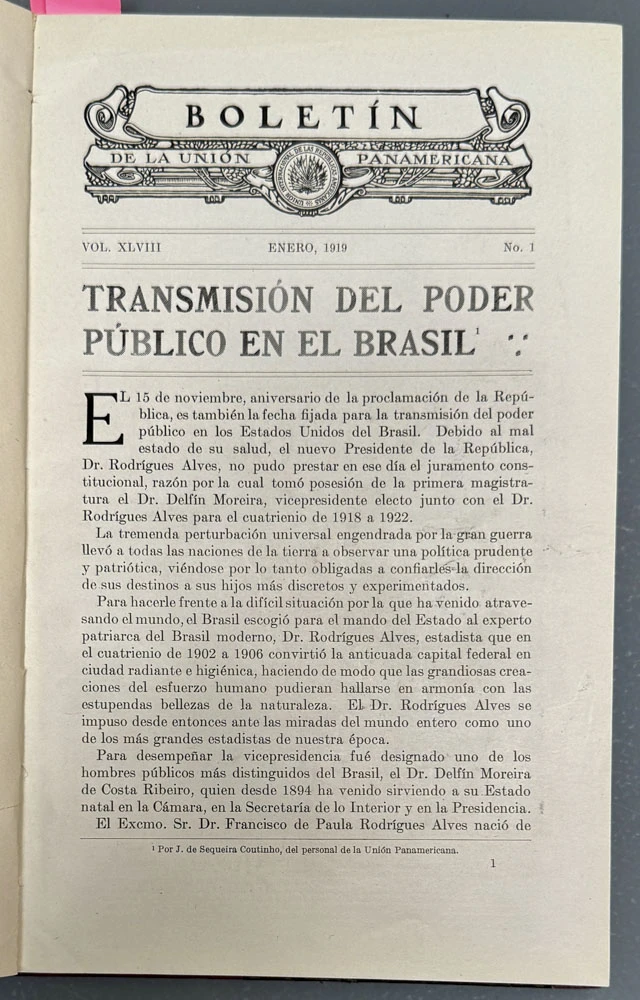 BOLETÍN
DE LA UNIÓN PANAMERICANA
VOL. XLVIII ENERO, 1919 No. 1
TRANSMISIÓN DEL PODER
PÚBLICO EN EL BRASIL¹
EL 15 de noviembre, aniversario de la proclamación de la Repú-
blica, es también la fecha fijada para la transmisión del poder
público en los Estados Unidos del Brasil. Debido al mal
estado de su salud, el nuevo Presidente de la República,
Dr. Rodrígues Alves, no pudo prestar en ese día el juramento cons-
titucional, razón por la cual tomó posesión de la primera magistra-
tura el Dr. Delfín Moreira, vicepresidente electo junto con el Dr.
Rodrígues Alves para el cuatrienio de 1918 a 1922.
La tremenda perturbación universal engendrada por la gran guerra
llevó a todas las naciones de la tierra a observar una política prudente
y patriótica, viéndose por lo tanto obligadas a confiarles la dirección
de sus destinos a sus hijos más discretos y experimentados.
Para hacerle frente a la difícil situación por la que ha venido atrave-
sando el mundo, el Brasil escogió para el mando del Estado al experto
patriarca del Brasil moderno, Dr. Rodrígues Alves, estadista que en
el cuatrienio de 1902 a 1906 convirtió la anticuada capital federal en
ciudad radiante e higiénica, haciendo de modo que las grandiosas crea-
ciones del esfuerzo humano pudieran hallarse en armonía con las
estupendas bellezas de la naturaleza. El Dr. Rodrígues Alves se
impuso desde entonces ante las miradas del mundo entero como uno
de los más grandes estadistas de nuestra época.
Para desempeñar la vicepresidencia fué designado uno de los
hombres públicos más distinguidos del Brasil, el Dr. Delfín Moreira
de Costa Ribeiro, quien desde 1894 ha venido sirviendo a su Estado
natal en la Cámara, en la Secretaría de lo Interior y en la Presidencia.
El Excmo. Sr. Dr. Francisco de Paula Rodrígues Alves nació de
¹ Por J. de Sequeira Coutinho, del personal de la Unión Panamericana.
1